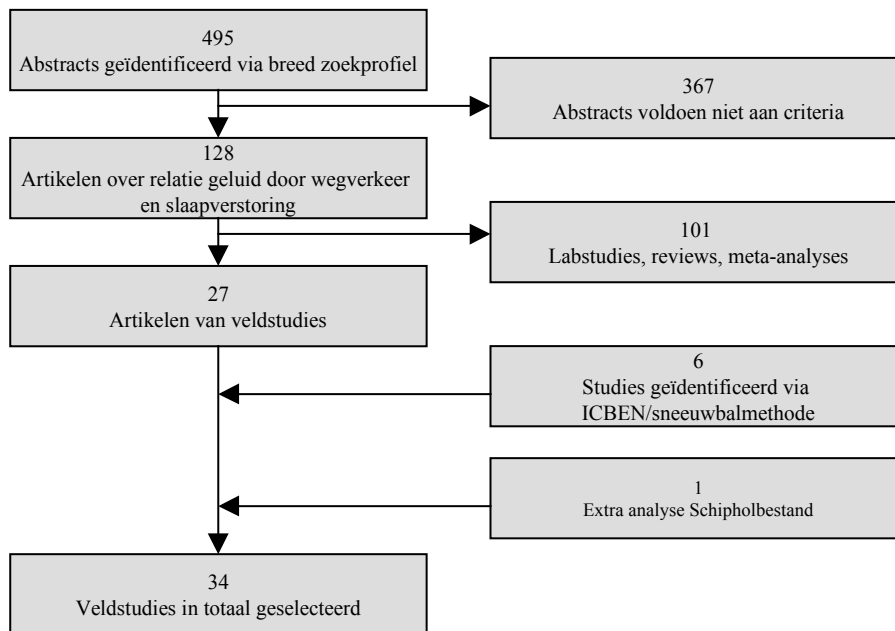 495
Abstracts geïdentificeerd via breed zoekprofiel
367
Abstracts voldoen niet aan criteria
128
Artikelen over relatie geluid door wegverkeer
en slaapverstoring
101
Labstudies, reviews, meta-analyses
27
Artikelen van veldstudies
6
Studies geïdentificeerd via
ICBEN/sneeuwbalmethode
1
Extra analyse Schipholbestand
34
Veldstudies in totaal geselecteerd